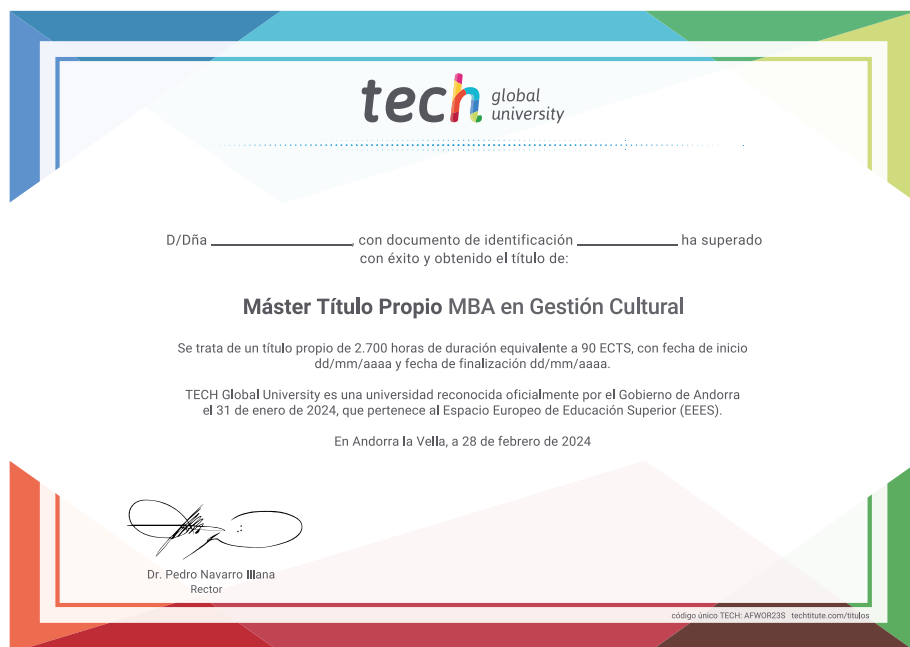 tech global university
D/Dña ____________________, con documento de identificación ______________ ha superado
con éxito y obtenido el título de:
Máster Título Propio MBA en Gestión Cultural
Se trata de un título propio de 2.700 horas de duración equivalente a 90 ECTS, con fecha de inicio
dd/mm/aaaa y fecha de finalización dd/mm/aaaa.
TECH Global University es una universidad reconocida oficialmente por el Gobierno de Andorra
el 31 de enero de 2024, que pertenece al Espacio Europeo de Educación Superior (EEES).
En Andorra la Vella, a 28 de febrero de 2024
Dr. Pedro Navarro Illana
Rector
código único TECH: AFWOR23S techtitute.com/titulos